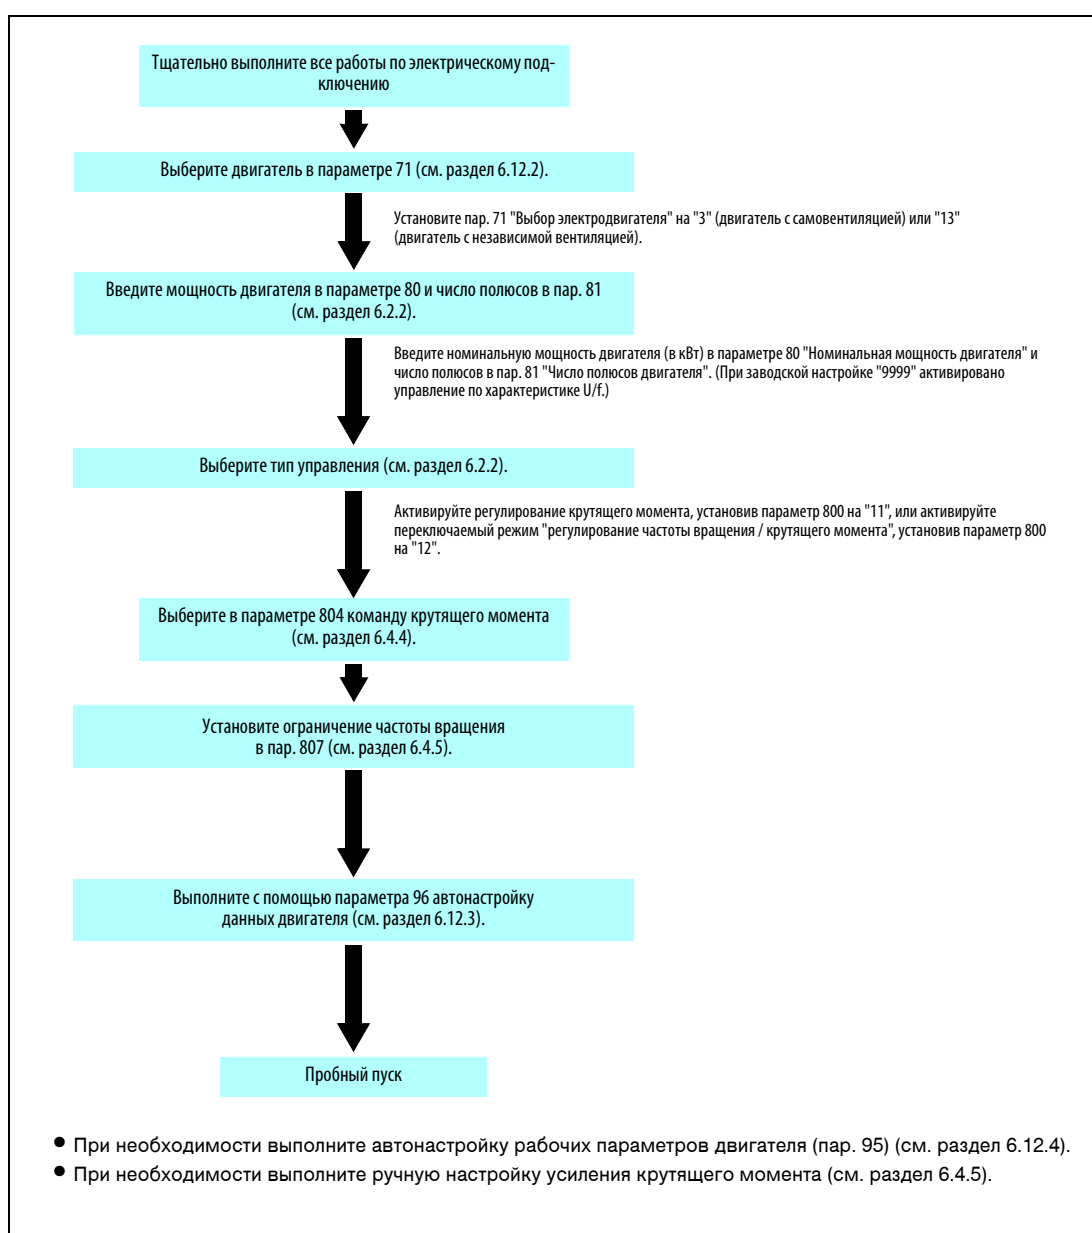 Тщательно выполните все работы по электрическому под-
ключению
Выберите двигатель в параметре 71 (см. раздел 6.12.2).
Установите пар. 71 "Выбор электродвигателя" на "3" (двигатель с самовентиляцией) или "13"
(двигатель с независимой вентиляцией).
Введите мощность двигателя в параметре 80 и число полюсов в пар. 81
(см. раздел 6.2.2).
Введите номинальную мощность двигателя (в кВт) в параметре 80 "Номинальная мощность двигателя" и
число полюсов в пар. 81 "Число полюсов двигателя". (При заводской настройке "9999" активировано
управление по характеристике U/f.)
Выберите тип управления (см. раздел 6.2.2).
Активируйте регулирование крутящего момента, установив параметр 800 на "11", или активируйте
переключаемый режим "регулирование частоты вращения / крутящего момента", установив параметр 800
на "12".
Выберите в параметре 804 команду крутящего момента
(см. раздел 6.4.4).
Установите ограничение частоты вращения
в пар. 807 (см. раздел 6.4.5).
Выполните с помощью параметра 96 автонастройку
данных двигателя (см. раздел 6.12.3).
Пробный пуск
● При необходимости выполните автонастройку рабочих параметров двигателя (пар. 95) (см. раздел 6.12.4).
● При необходимости выполните ручную настройку усиления крутящего момента (см. раздел 6.4.5).